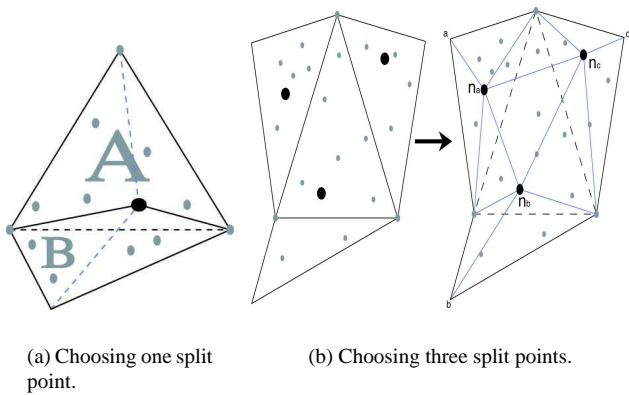 A
B
a
c
n_a
n_c
n_b
b
(a) Choosing one split
point.
(b) Choosing three split points.